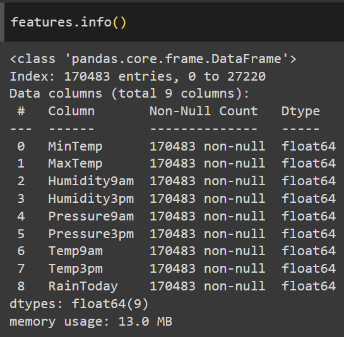 features.info()
<class 'pandas.core.frame.DataFrame'>
Index: 170483 entries, 0 to 27220
Data columns (total 9 columns):
 #   Column       Non-Null Count   Dtype
---  ------       --------------   -----
 0   MinTemp      170483 non-null  float64
 1   MaxTemp      170483 non-null  float64
 2   Humidity9am  170483 non-null  float64
 3   Humidity3pm  170483 non-null  float64
 4   Pressure9am  170483 non-null  float64
 5   Pressure3pm  170483 non-null  float64
 6   Temp9am      170483 non-null  float64
 7   Temp3pm      170483 non-null  float64
 8   RainToday    170483 non-null  float64
dtypes: float64(9)
memory usage: 13.0 MB